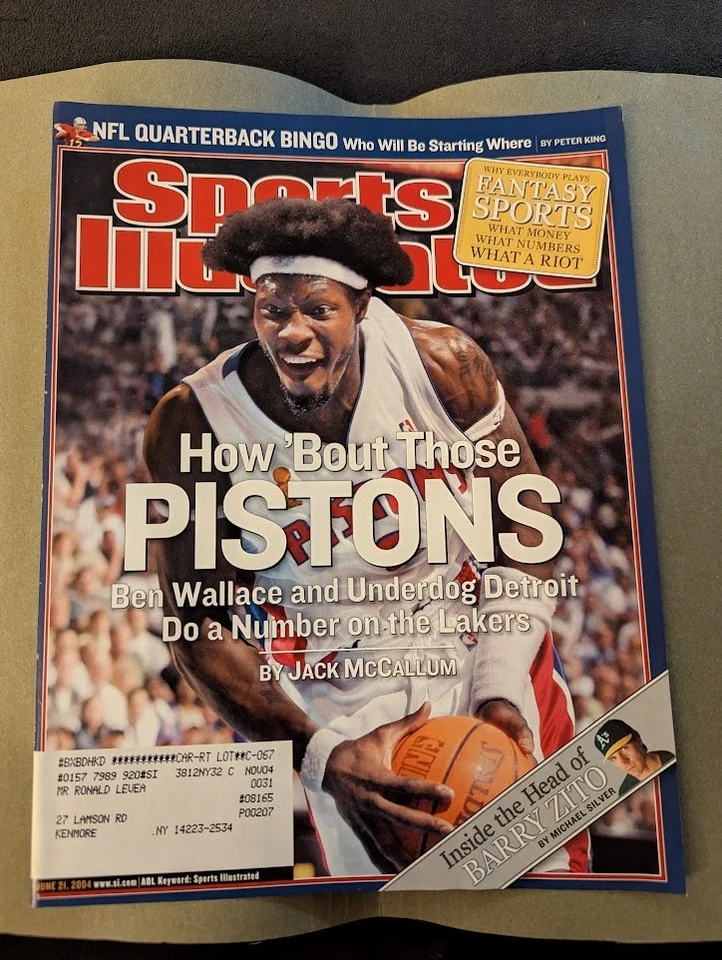 NFL QUARTERBACK BINGO Who Will Be Starting Where | BY PETER KING
Sports
Illustrated
WHY EVERYBODY PLAYS
FANTASY
SPORTS
WHAT MONEY
WHAT NUMBERS
WHAT A RIOT
How 'Bout Those
PISTONS
PISTONS
Ben Wallace and Underdog Detroit
Do a Number on the Lakers
BY JACK McCALLUM
#BXBDHKD ***********CAR-RT LOT**C-067
#0157 7989 920#SI 3812NY32 C NOV04
MR RONALD LEVEA 0031
#08165
27 LAMSON RD P00207
KENMORE .NY 14223-2534
SPALDING
Inside the Head of
BARRY ZITO
BY MICHAEL SILVER
A's
JUNE 21, 2004 www.si.com | AOL Keyword: Sports Illustrated